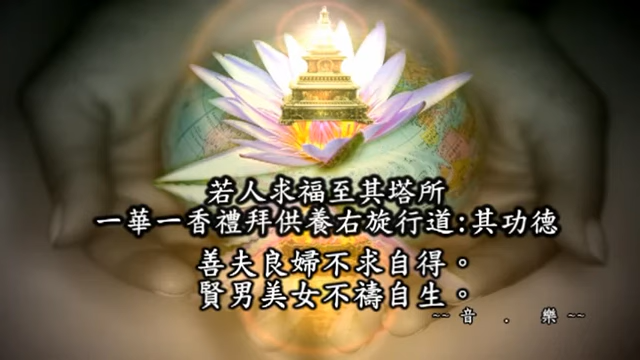 若人求福至其塔所
一華一香禮拜供養右旋行道:其功德
善夫良婦不求自得。
賢男美女不禱自生。
~~音 . 樂~~